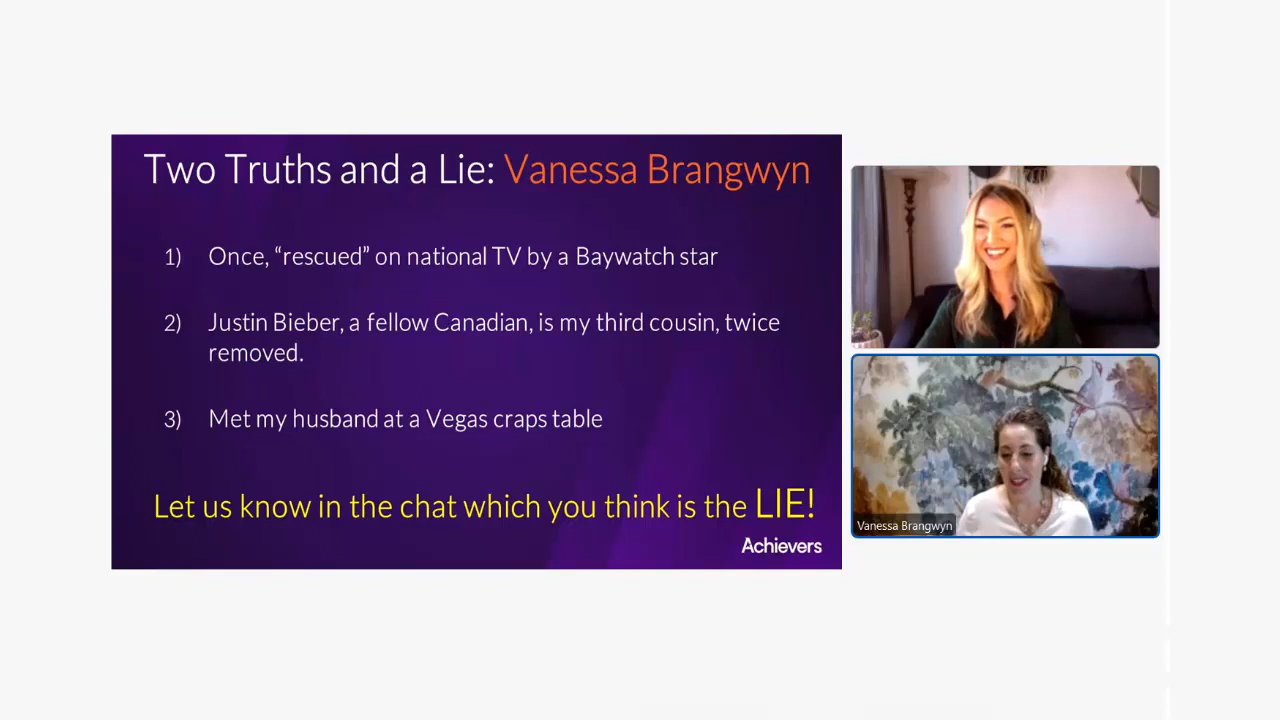 Two Truths and a Lie: Vanessa Brangwyn
1) Once, “rescued” on national TV by a Baywatch star
2) Justin Bieber, a fellow Canadian, is my third cousin, twice
removed.
3) Met my husband at a Vegas craps table
Let us know in the chat which you think is the LIE!
Achievers
Vanessa Brangwyn